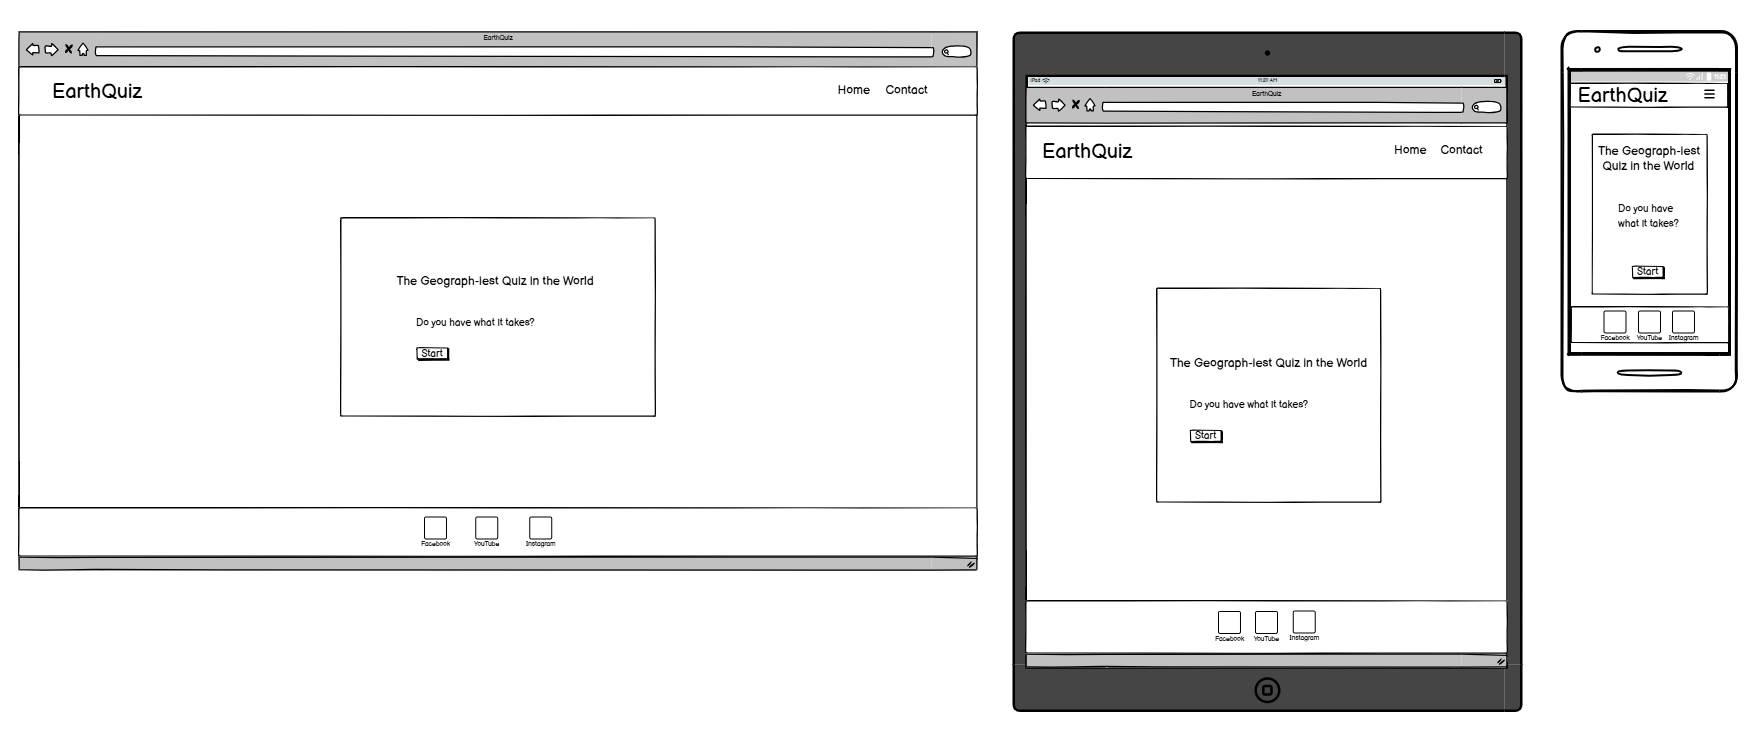 EarthQuiz
EarthQuiz
Home Contact
The Geograph-iest Quiz in the World
Do you have what it takes?
Start
Facebook YouTube Instagram
iPad 11:20 AM
EarthQuiz
EarthQuiz
Home Contact
The Geograph-iest Quiz in the World
Do you have what it takes?
Start
Facebook YouTube Instagram
EarthQuiz
The Geograph-iest
Quiz in the World
Do you have
what it takes?
Start
Facebook YouTube Instagram